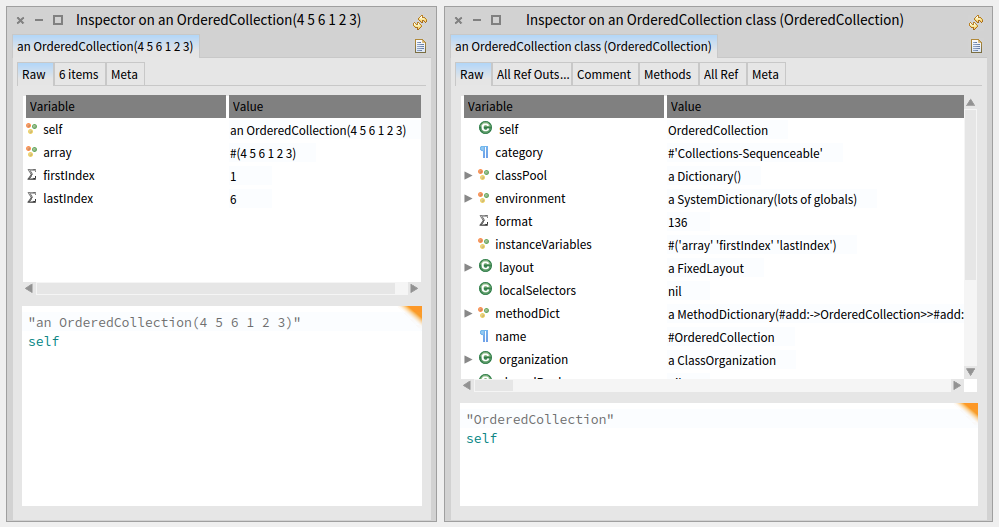 Inspector on an OrderedCollection(4 5 6 1 2 3)
an OrderedCollection(4 5 6 1 2 3)
Raw 6 items Meta
Variable Value
self an OrderedCollection(4 5 6 1 2 3)
array #(4 5 6 1 2 3)
Σ firstIndex 1
Σ lastIndex 6
"an OrderedCollection(4 5 6 1 2 3)"
self
Inspector on an OrderedCollection class (OrderedCollection)
an OrderedCollection class (OrderedCollection)
Raw All Ref Outs... Comment Methods All Ref Meta
Variable Value
C self OrderedCollection
¶ category #'Collections-Sequenceable'
classPool a Dictionary()
environment a SystemDictionary(lots of globals)
Σ format 136
instanceVariables #('array' 'firstIndex' 'lastIndex')
C layout a FixedLayout
C localSelectors nil
methodDict a MethodDictionary(#add:->OrderedCollection>>#add:
¶ name #OrderedCollection
C organization a ClassOrganization
"OrderedCollection"
self